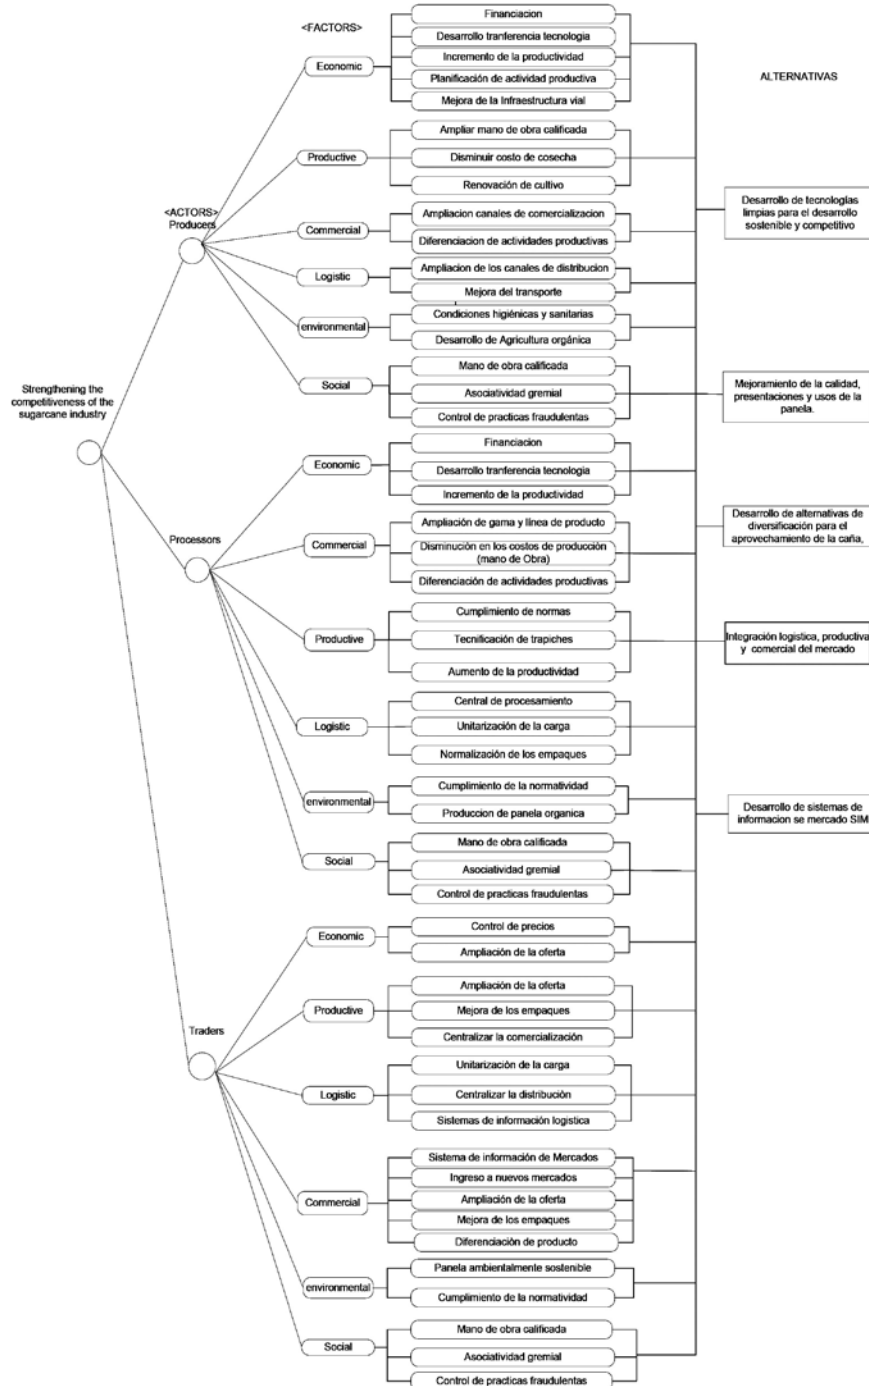 <FACTORS>
ALTERNATIVAS
<ACTORS>
Producers
Strengthening the
competitiveness of the
sugarcane industry
Economic
Financiacion
Desarrollo tranferencia tecnologia
Incremento de la productividad
Planificación de actividad productiva
Mejora de la Infraestructura vial
Productive
Ampliar mano de obra calificada
Disminuir costo de cosecha
Renovación de cultivo
Commercial
Ampliacion canales de comercializacion
Diferenciacion de actividades productivas
Logistic
Ampliacion de los canales de distribucion
Mejora del transporte
environmental
Condiciones higiénicas y sanitarias
Desarrollo de Agricultura orgánica
Social
Mano de obra calificada
Asociatividad gremial
Control de practicas fraudulentas
Processors
Economic
Financiacion
Desarrollo tranferencia tecnologia
Incremento de la productividad
Commercial
Ampliación de gama y línea de producto
Disminución en los costos de producción
(mano de Obra)
Diferenciación de actividades productivas
Productive
Cumplimiento de normas
Tecnificación de trapiches
Aumento de la productividad
Logistic
Central de procesamiento
Unitarización de la carga
Normalización de los empaques
environmental
Cumplimiento de la normatividad
Produccion de panela organica
Social
Mano de obra calificada
Asociatividad gremial
Control de practicas fraudulentas
Traders
Economic
Control de precios
Ampliación de la oferta
Productive
Ampliación de la oferta
Mejora de los empaques
Centralizar la comercialización
Logistic
Unitarización de la carga
Centralizar la distribución
Sistemas de información logistica
Commercial
Sistema de información de Mercados
Ingreso a nuevos mercados
Ampliación de la oferta
Mejora de los empaques
Diferenciación de producto
environmental
Panela ambientalmente sostenible
Cumplimiento de la normatividad
Social
Mano de obra calificada
Asociatividad gremial
Control de practicas fraudulentas
Desarrollo de tecnologías
limpias para el desarrollo
sostenible y competitivo
Mejoramiento de la calidad,
presentaciones y usos de la
panela.
Desarrollo de alternativas de
diversificación para el
aprovechamiento de la caña,
Integración logistica, productiva
y comercial del mercado
Desarrollo de sistemas de
informacion se mercado SIM